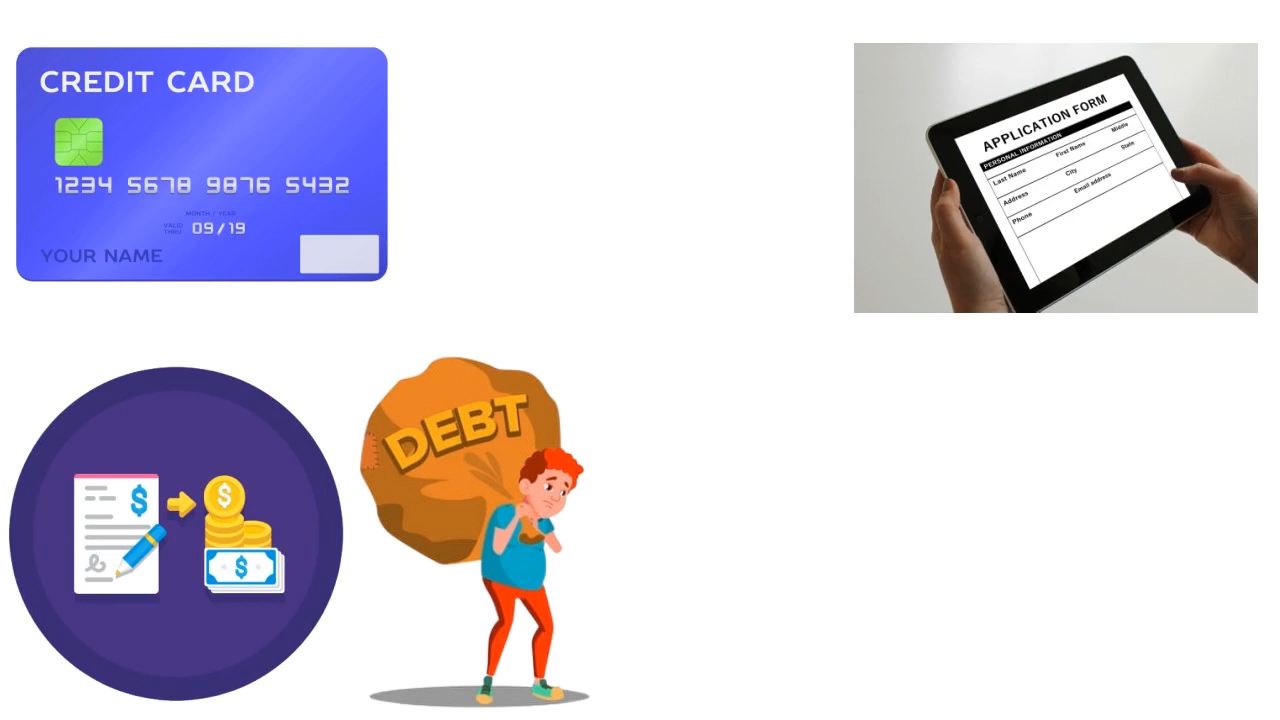 CREDIT CARD
1234 5678 9876 5432
MONTH / YEAR
VALID
THRU
09/19
YOUR NAME
APPLICATION FORM
PERSONAL INFORMATION
Last Name First Name Middle
Address City State
Phone Email address
DEBT
$
$
$